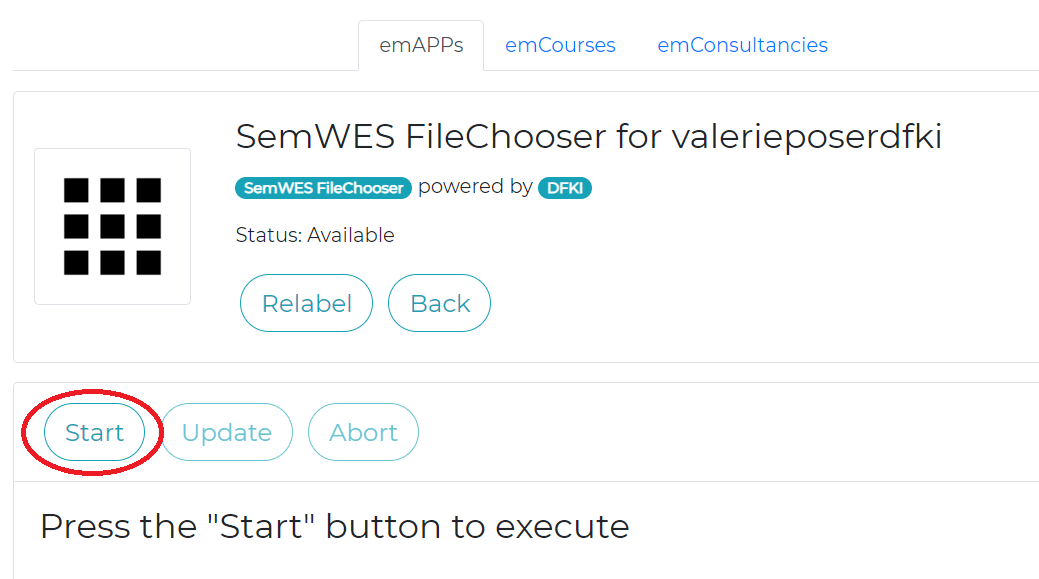 emAPPs emCourses emConsultancies
SemWES FileChooser for valerieposerdfki
SemWES FileChooser powered by DFKI
Status: Available
Relabel Back
Start Update Abort
Press the "Start" button to execute